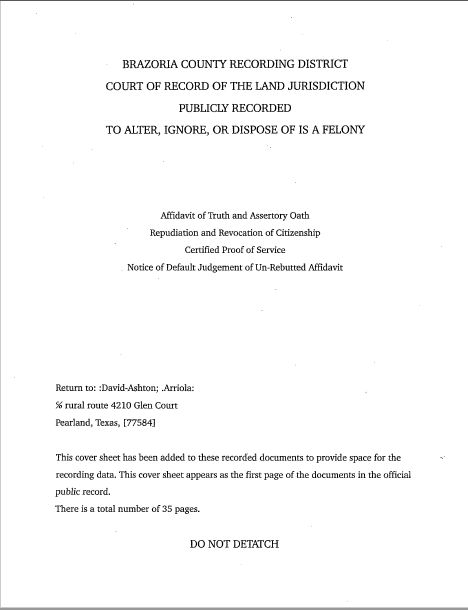 BRAZORIA COUNTY RECORDING DISTRICT
COURT OF RECORD OF THE LAND JURISDICTION
PUBLICLY RECORDED
TO ALTER, IGNORE, OR DISPOSE OF IS A FELONY
Affidavit of Truth and Assertory Oath
Repudiation and Revocation of Citizenship
Certified Proof of Service
Notice of Default Judgement of Un-Rebutted Affidavit
Return to: :David-Ashton; .Arriola:
℅ rural route 4210 Glen Court
Pearland, Texas, [77584]
This cover sheet has been added to these recorded documents to provide space for the
recording data. This cover sheet appears as the first page of the documents in the official
public record.
There is a total number of 35 pages.
DO NOT DETATCH